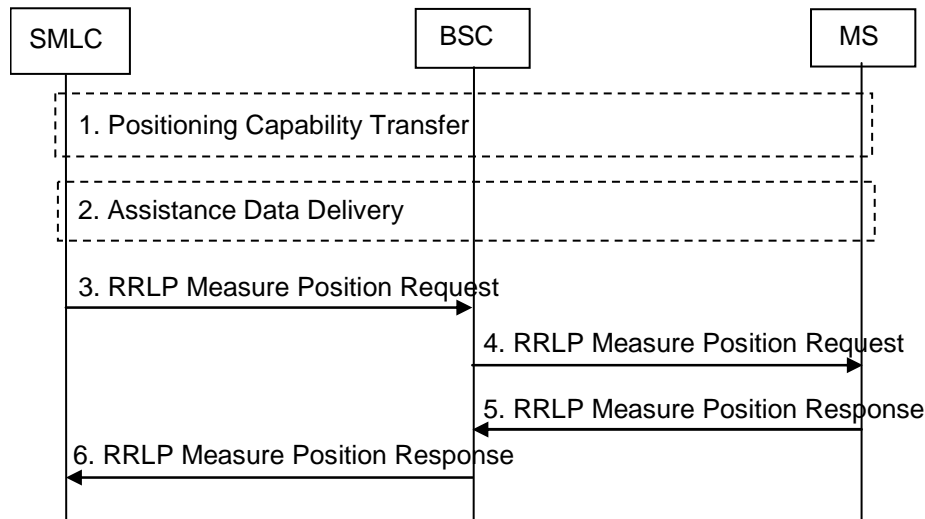 SMLC
BSC
MS
1. Positioning Capability Transfer
2. Assistance Data Delivery
3. RRLP Measure Position Request
4. RRLP Measure Position Request
5. RRLP Measure Position Response
6. RRLP Measure Position Response